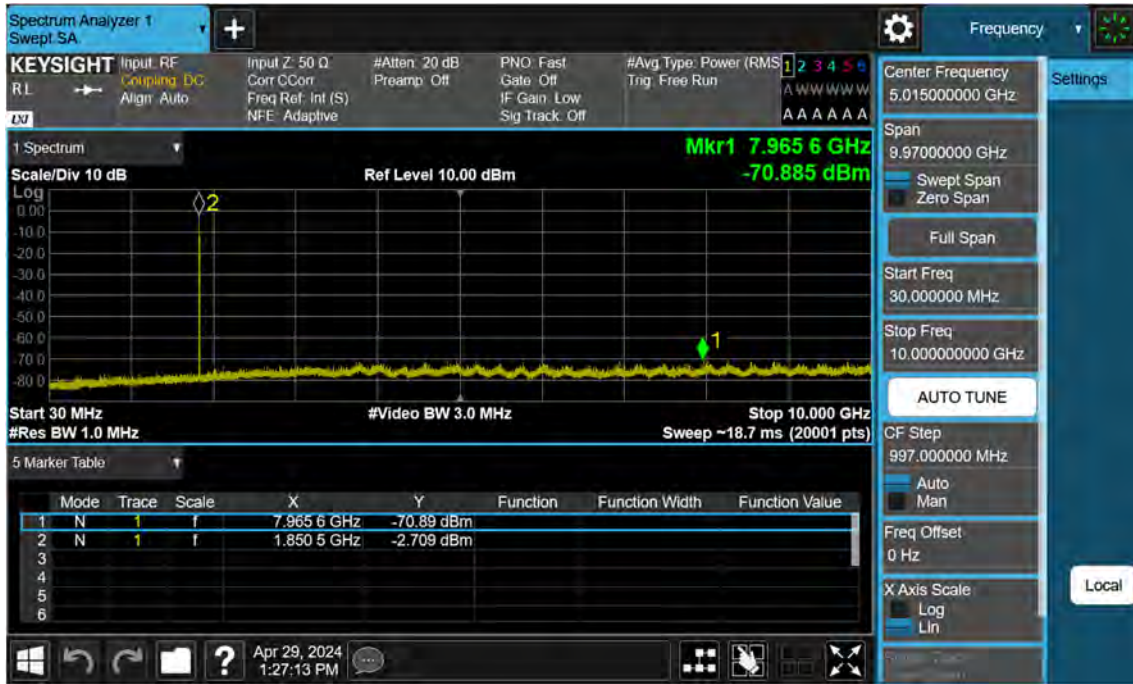 Spectrum Analyzer 1
Swept SA
Frequency
KEYSIGHT Input: RF Input Z: 50 Ω #Atten: 20 dB PNO: Fast #Avg Type: Power (RMS 1 2 3 4 5 6
RL Coupling: DC Corr CCorr Preamp: Off Gate: Off Trig: Free Run A W W W W W
Align: Auto Freq Ref: Int (S) IF Gain: Low
LXI NFE: Adaptive Sig Track: Off A A A A A A
Center Frequency
5.015000000 GHz
Settings
Span
9.97000000 GHz
Swept Span
Zero Span
Full Span
Start Freq
30.000000 MHz
Stop Freq
10.000000000 GHz
AUTO TUNE
CF Step
997.000000 MHz
Auto
Man
Freq Offset
0 Hz
X Axis Scale
Log
Lin
Local
1 Spectrum
Mkr1 7.965 6 GHz
Scale/Div 10 dB Ref Level 10.00 dBm -70.885 dBm
Log
0.00
-10.0
-20.0
-30.0
-40.0
-50.0
-60.0
-70.0
-80.0
2
1
Start 30 MHz #Video BW 3.0 MHz Stop 10.000 GHz
#Res BW 1.0 MHz Sweep ~18.7 ms (20001 pts)
5 Marker Table
Mode Trace Scale X Y Function Function Width Function Value
1 N 1 f 7.965 6 GHz -70.89 dBm
2 N 1 f 1.850 5 GHz -2.709 dBm
3
4
5
6
? Apr 29, 2024
1:27:13 PM